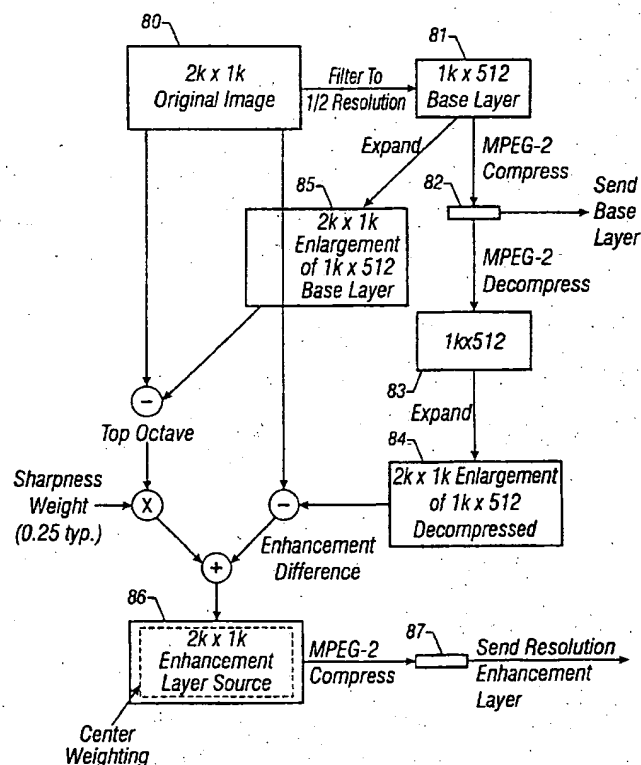 80
2k x 1k
Original Image
Filter To
1/2 Resolution
81
1k x 512
Base Layer
Expand
MPEG-2
Compress
82
Send
Base
Layer
85
2k x 1k
Enlargement
of 1k x 512
Base Layer
MPEG-2
Decompress
1kx512
83
Expand
−
Top Octave
84
2k x 1k Enlargement
of 1k x 512
Decompressed
Sharpness
Weight
(0.25 typ.)
X
−
Enhancement
Difference
+
86
2k x 1k
Enhancement
Layer Source
MPEG-2
Compress
87
Send Resolution
Enhancement
Layer
Center
Weighting